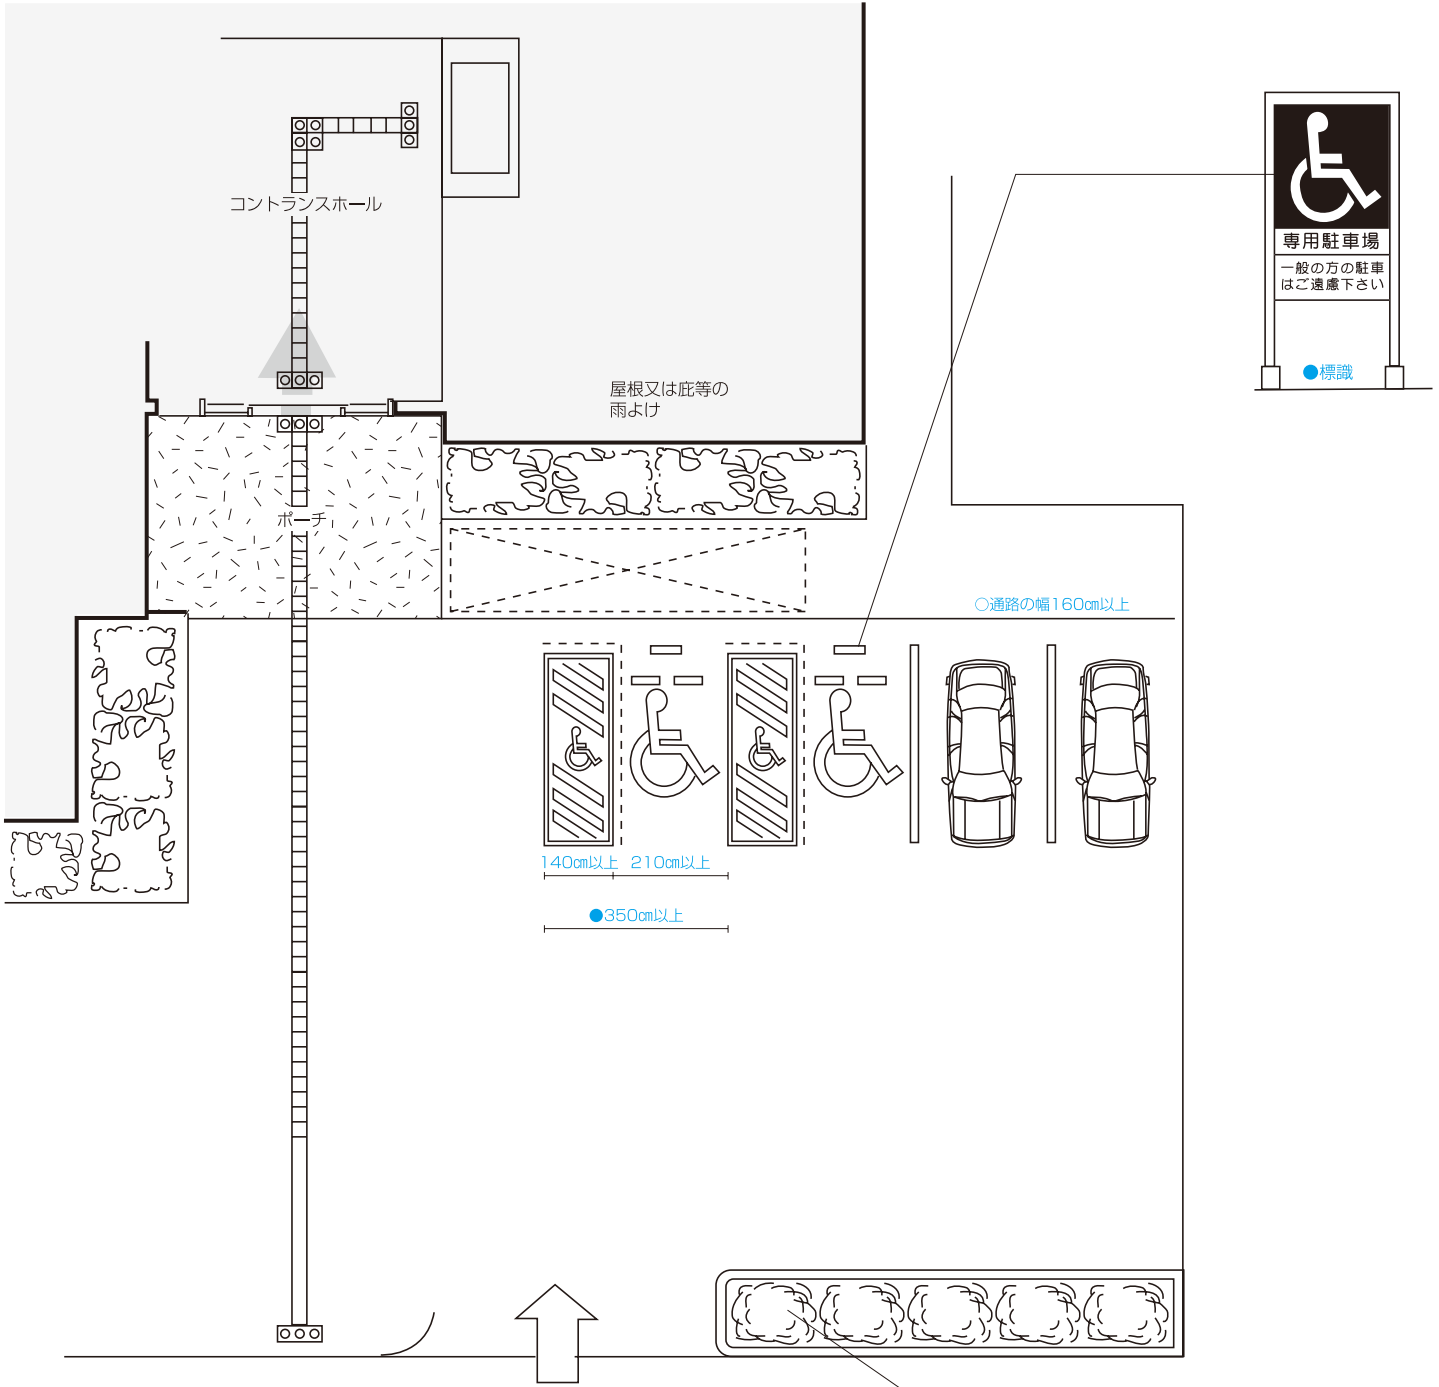 コントランスホール
専用駐車場
一般の方の駐車
はご遠慮下さい
●標識
屋根又は庇等の
雨よけ
ポーチ
○通路の幅160㎝以上
140㎝以上 210㎝以上
●350㎝以上